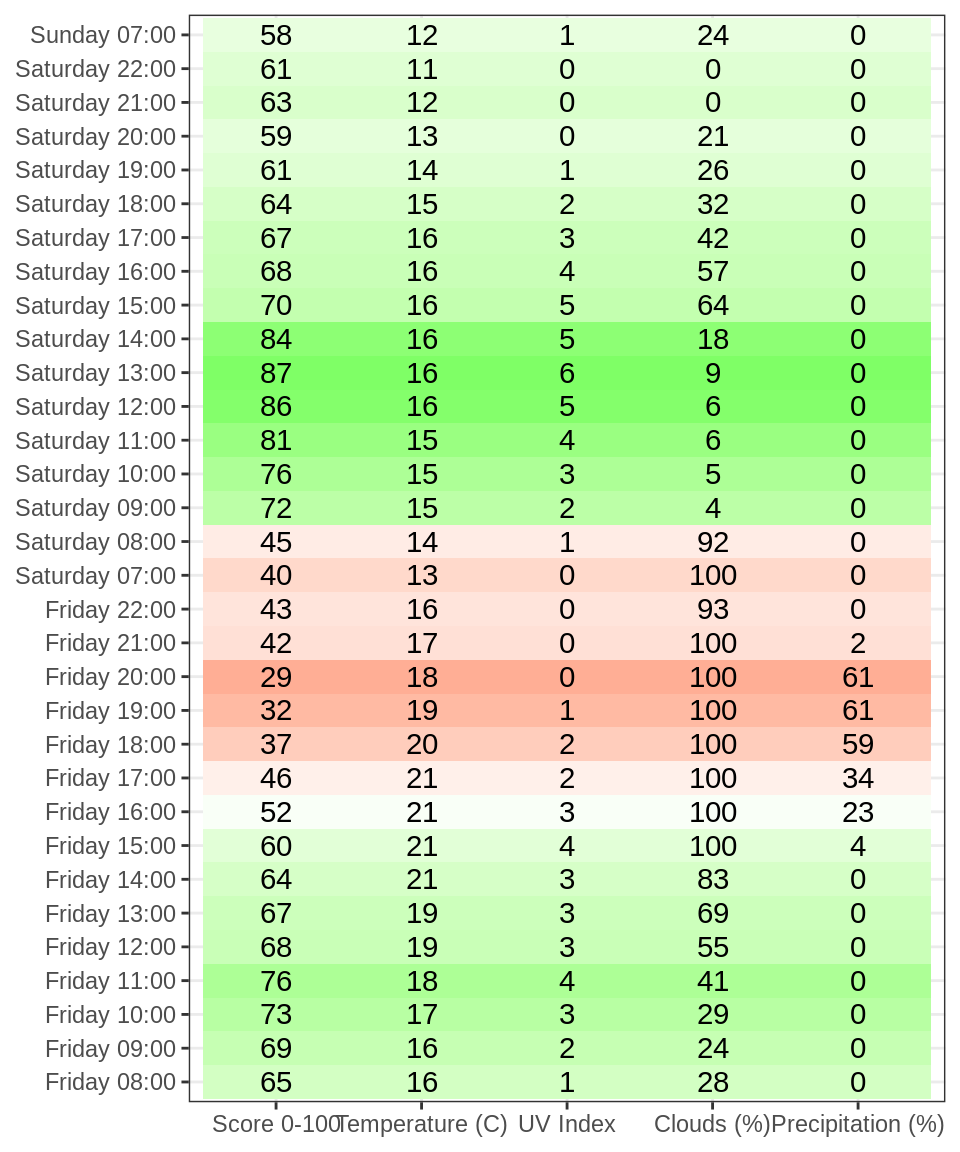 Sunday 07:00 58 12 1 24 0
Saturday 22:00 61 11 0 0 0
Saturday 21:00 63 12 0 0 0
Saturday 20:00 59 13 0 21 0
Saturday 19:00 61 14 1 26 0
Saturday 18:00 64 15 2 32 0
Saturday 17:00 67 16 3 42 0
Saturday 16:00 68 16 4 57 0
Saturday 15:00 70 16 5 64 0
Saturday 14:00 84 16 5 18 0
Saturday 13:00 87 16 6 9 0
Saturday 12:00 86 16 5 6 0
Saturday 11:00 81 15 4 6 0
Saturday 10:00 76 15 3 5 0
Saturday 09:00 72 15 2 4 0
Saturday 08:00 45 14 1 92 0
Saturday 07:00 40 13 0 100 0
Friday 22:00 43 16 0 93 0
Friday 21:00 42 17 0 100 2
Friday 20:00 29 18 0 100 61
Friday 19:00 32 19 1 100 61
Friday 18:00 37 20 2 100 59
Friday 17:00 46 21 2 100 34
Friday 16:00 52 21 3 100 23
Friday 15:00 60 21 4 100 4
Friday 14:00 64 21 3 83 0
Friday 13:00 67 19 3 69 0
Friday 12:00 68 19 3 55 0
Friday 11:00 76 18 4 41 0
Friday 10:00 73 17 3 29 0
Friday 09:00 69 16 2 24 0
Friday 08:00 65 16 1 28 0
Score 0-100 Temperature (C) UV Index Clouds (%) Precipitation (%)